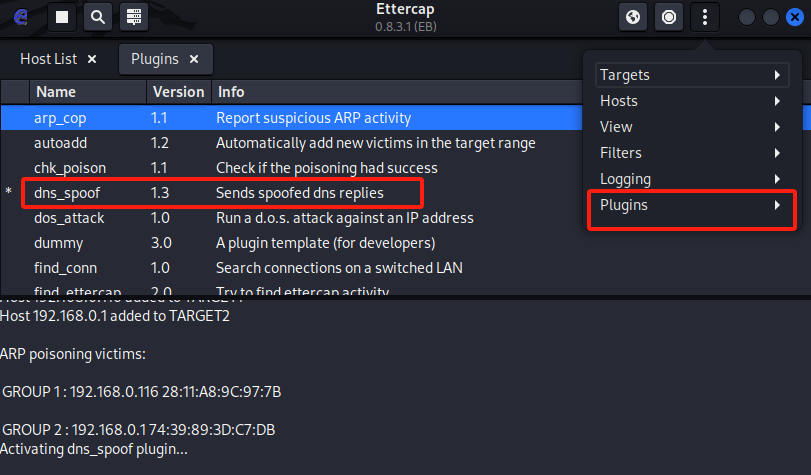 Ettercap
0.8.3.1 (EB)
Host List
Plugins
Name Version Info
arp_cop 1.1 Report suspicious ARP activity
autoadd 1.2 Automatically add new victims in the target range
chk_poison 1.1 Check if the poisoning had success
* dns_spoof 1.3 Sends spoofed dns replies
dos_attack 1.0 Run a d.o.s. attack against an IP address
dummy 3.0 A plugin template (for developers)
find_conn 1.0 Search connections on a switched LAN
find_ettercap 2.0 Try to find ettercap activity
Targets
Hosts
View
Filters
Logging
Plugins
Host 192.168.0.116 added to TARGET1
Host 192.168.0.1 added to TARGET2
ARP poisoning victims:
GROUP 1 : 192.168.0.116 28:11:A8:9C:97:7B
GROUP 2 : 192.168.0.1 74:39:89:3D:C7:DB
Activating dns_spoof plugin...